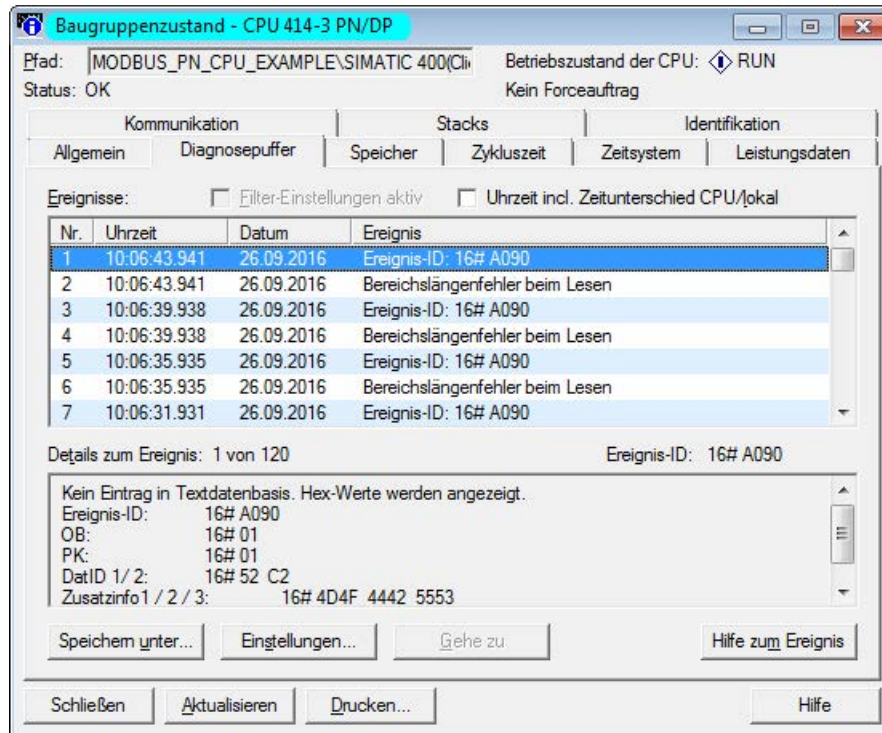 Baugruppenzustand - CPU 414-3 PN/DP
Pfad: MODBUS_PN_CPU_EXAMPLE\SIMATIC 400(Cli Betriebszustand der CPU: RUN
Status: OK Kein Forceauftrag
Kommunikation Stacks Identifikation
Allgemein Diagnosepuffer Speicher Zykluszeit Zeitsystem Leistungsdaten
Ereignisse: Filter-Einstellungen aktiv Uhrzeit incl. Zeitunterschied CPU/lokal
Nr. Uhrzeit Datum Ereignis
1 10:06:43.941 26.09.2016 Ereignis-ID: 16# A090
2 10:06:43.941 26.09.2016 Bereichslängenfehler beim Lesen
3 10:06:39.938 26.09.2016 Ereignis-ID: 16# A090
4 10:06:39.938 26.09.2016 Bereichslängenfehler beim Lesen
5 10:06:35.935 26.09.2016 Ereignis-ID: 16# A090
6 10:06:35.935 26.09.2016 Bereichslängenfehler beim Lesen
7 10:06:31.931 26.09.2016 Ereignis-ID: 16# A090
Details zum Ereignis: 1 von 120 Ereignis-ID: 16# A090
Kein Eintrag in Textdatenbasis. Hex-Werte werden angezeigt.
Ereignis-ID: 16# A090
OB: 16# 01
PK: 16# 01
DatID 1/ 2: 16# 52 C2
Zusatzinfo1 / 2 / 3: 16# 4D4F 4442 5553
Speichern unter... Einstellungen... Gehe zu Hilfe zum Ereignis
Schließen Aktualisieren Drucken... Hilfe